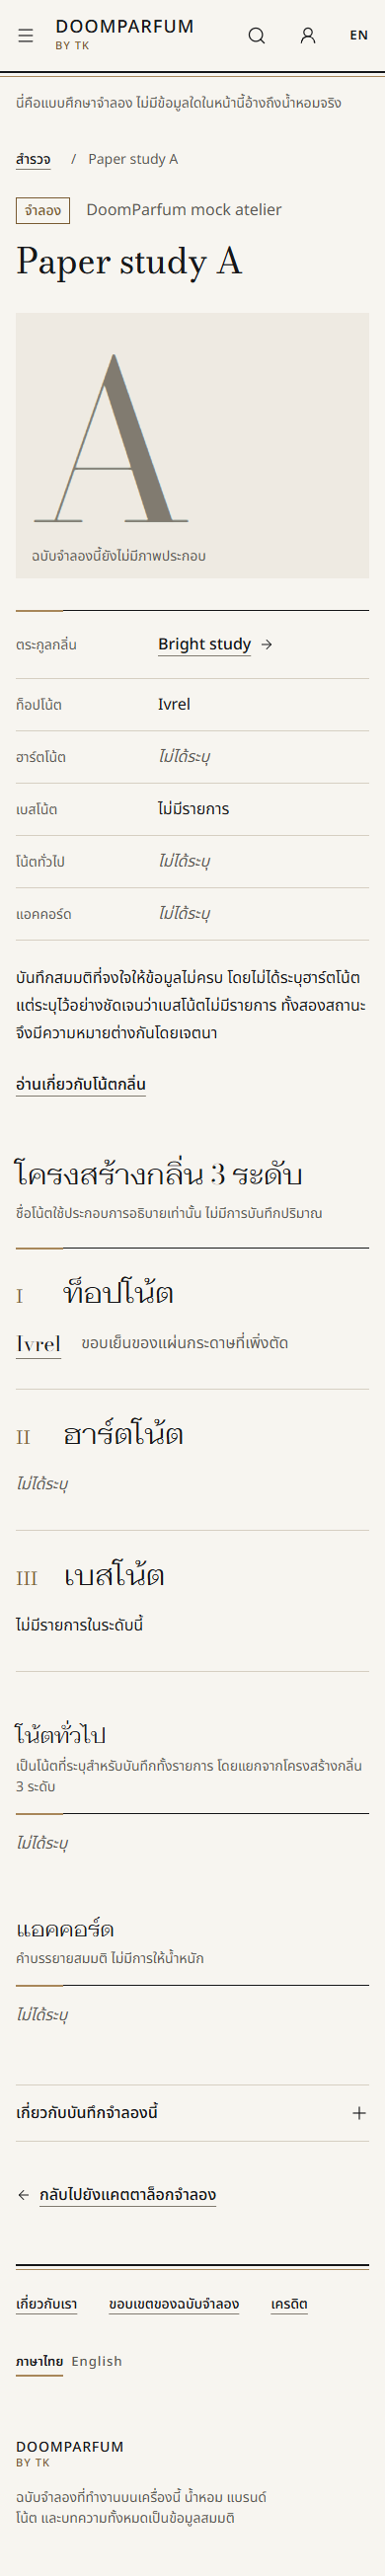 DOOMPARFUM
BY TK
EN
นี่คือแบบศึกษาจำลอง ไม่มีข้อมูลใดในหน้านี้อ้างถึงน้ำหอมจริง
สำรวจ / Paper study A
จำลอง DoomParfum mock atelier
Paper study A
A
ฉบับจำลองนี้ยังไม่มีภาพประกอบ
ตระกูลกลิ่น Bright study →
ท็อปโน้ต Ivrel
ฮาร์ตโน้ต ไม่ได้ระบุ
เบสโน้ต ไม่มีรายการ
โน้ตทั่วไป ไม่ได้ระบุ
แอคคอร์ด ไม่ได้ระบุ
บันทึกสมมติที่จงใจให้ข้อมูลไม่ครบ โดยไม่ได้ระบุฮาร์ตโน้ต
แต่ระบุไว้อย่างชัดเจนว่าเบสโน้ตไม่มีรายการ ทั้งสองสถานะ
จึงมีความหมายต่างกันโดยเจตนา
อ่านเกี่ยวกับโน้ตกลิ่น
โครงสร้างกลิ่น 3 ระดับ
ชื่อโน้ตใช้ประกอบการอธิบายเท่านั้น ไม่มีการบันทึกปริมาณ
I ท็อปโน้ต
Ivrel ขอบเย็นของแผ่นกระดาษที่เพิ่งตัด
II ฮาร์ตโน้ต
ไม่ได้ระบุ
III เบสโน้ต
ไม่มีรายการในระดับนี้
โน้ตทั่วไป
เป็นโน้ตที่ระบุสำหรับบันทึกทั้งรายการ โดยแยกจากโครงสร้างกลิ่น
3 ระดับ
ไม่ได้ระบุ
แอคคอร์ด
คำบรรยายสมมติ ไม่มีการให้น้ำหนัก
ไม่ได้ระบุ
เกี่ยวกับบันทึกจำลองนี้ +
← กลับไปยังแคตตาล็อกจำลอง
เกี่ยวกับเรา ขอบเขตของฉบับจำลอง เครดิต
ภาษาไทย English
DOOMPARFUM
BY TK
ฉบับจำลองที่ทำงานบนเครื่องนี้ น้ำหอม แบรนด์
โน้ต และบทความทั้งหมดเป็นข้อมูลสมมติ